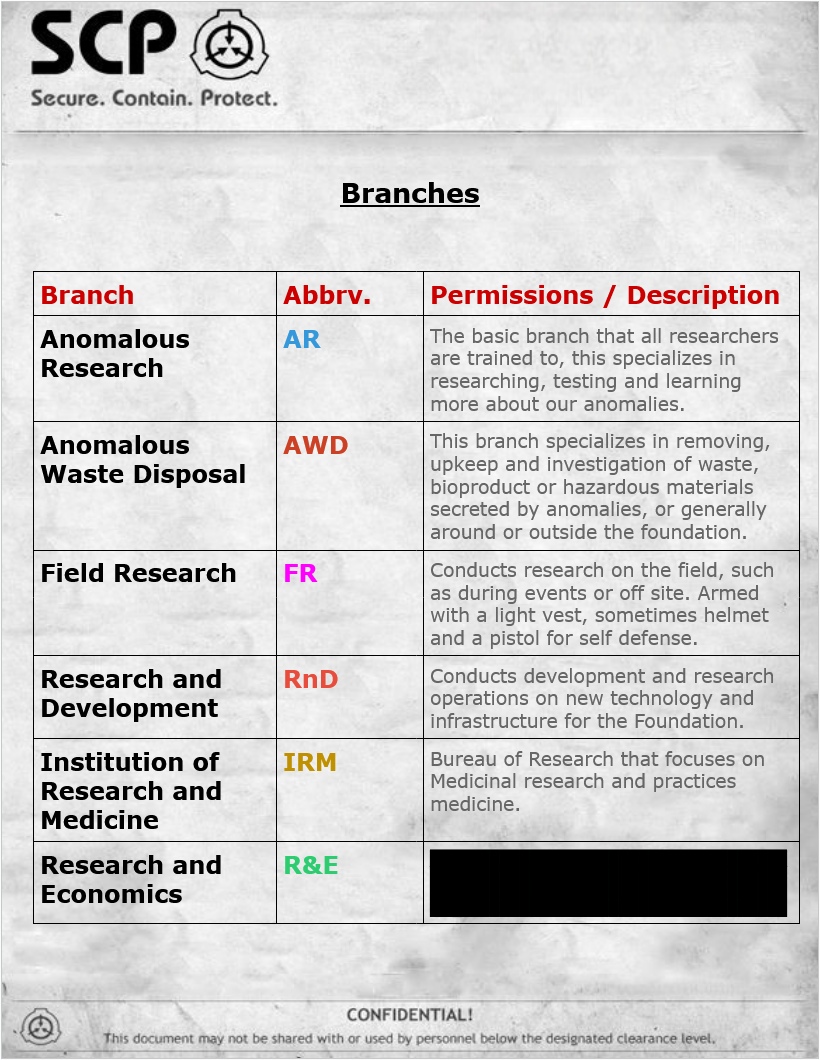 SCP
Secure. Contain. Protect.
Branches
Branch
Abbrv.
Permissions / Description
Anomalous
Research
AR
The basic branch that all researchers
are trained to, this specializes in
researching, testing and learning
more about our anomalies.
Anomalous
Waste Disposal
AWD
This branch specializes in removing,
upkeep and investigation of waste,
bioproduct or hazardous materials
secreted by anomalies, or generally
around or outside the foundation.
Field Research
FR
Conducts research on the field, such
as during events or off site. Armed
with a light vest, sometimes helmet
and a pistol for self defense.
Research and
Development
RnD
Conducts development and research
operations on new technology and
infrastructure for the Foundation.
Institution of
Research and
Medicine
IRM
Bureau of Research that focuses on
Medicinal research and practices
medicine.
Research and
Economics
R&E
CONFIDENTIAL!
This document may not be shared with or used by personnel below the designated clearance level.